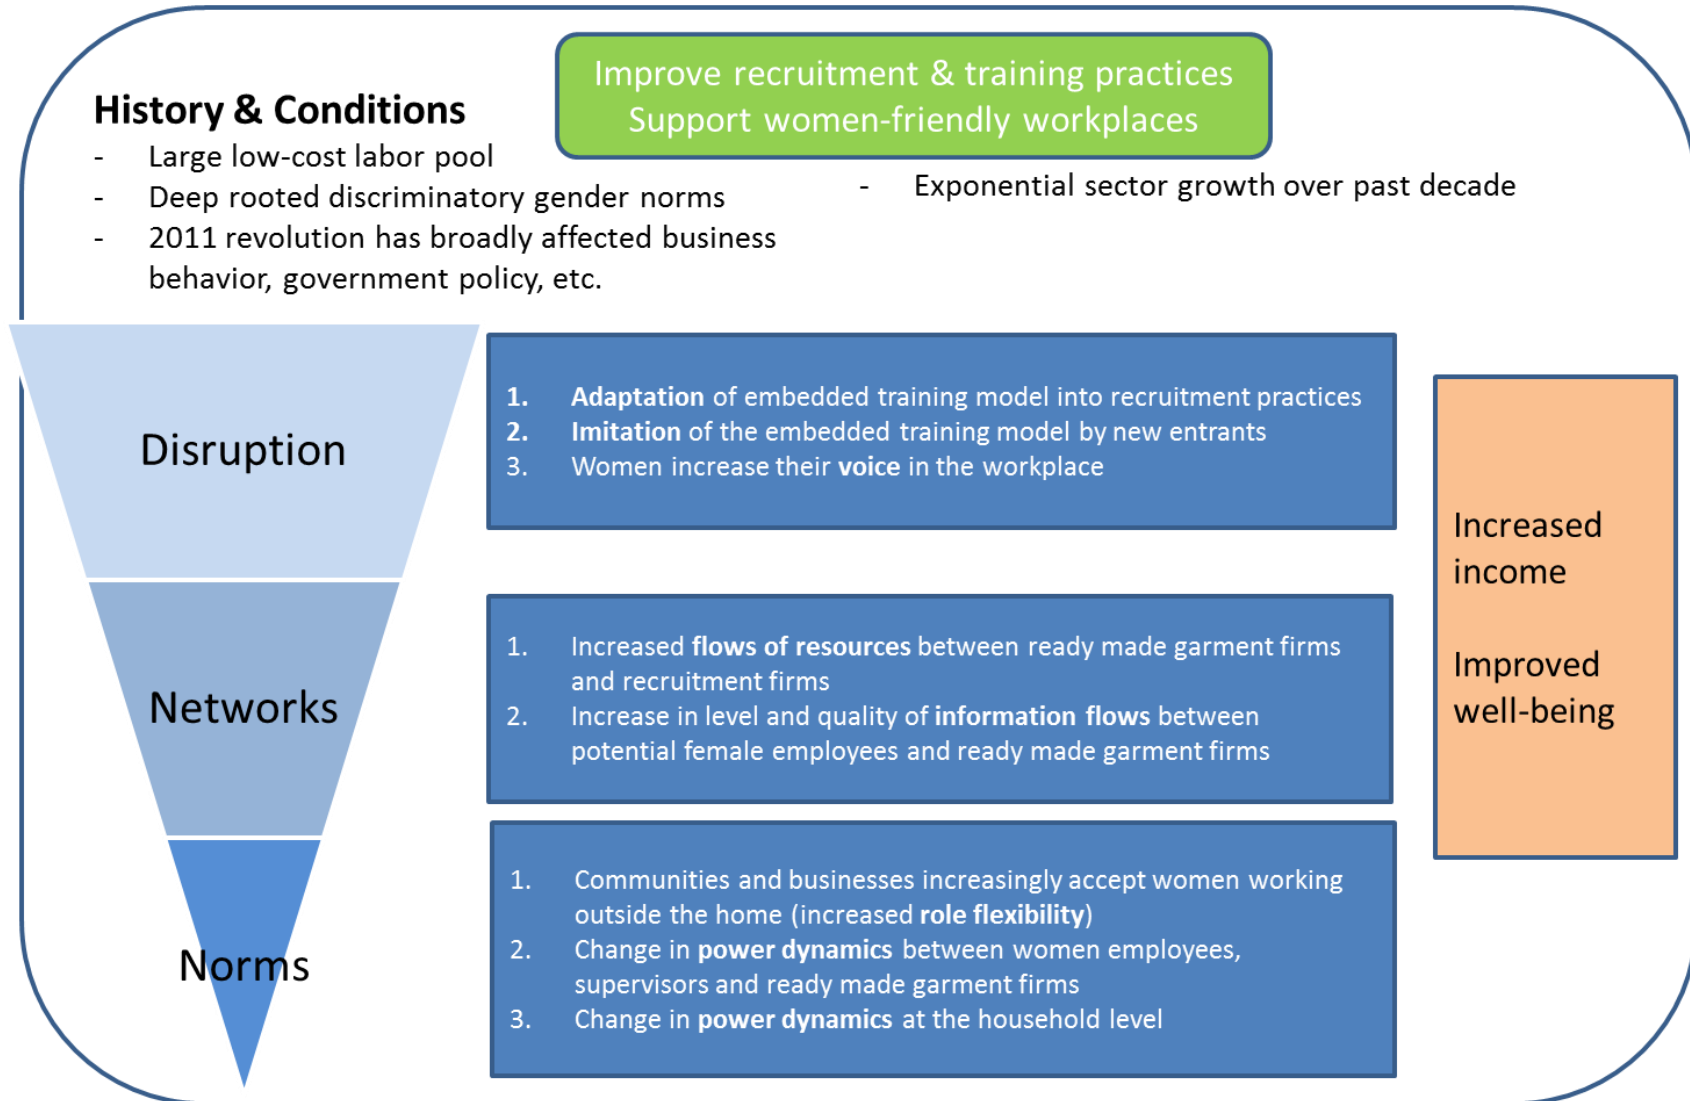 Improve recruitment & training practices
Support women-friendly workplaces
History & Conditions
- Large low-cost labor pool
- Deep rooted discriminatory gender norms
- 2011 revolution has broadly affected business
behavior, government policy, etc.
- Exponential sector growth over past decade
Disruption
1. Adaptation of embedded training model into recruitment practices
2. Imitation of the embedded training model by new entrants
3. Women increase their voice in the workplace
Networks
1. Increased flows of resources between ready made garment firms
and recruitment firms
2. Increase in level and quality of information flows between
potential female employees and ready made garment firms
Norms
1. Communities and businesses increasingly accept women working
outside the home (increased role flexibility)
2. Change in power dynamics between women employees,
supervisors and ready made garment firms
3. Change in power dynamics at the household level
Increased
income
Improved
well-being